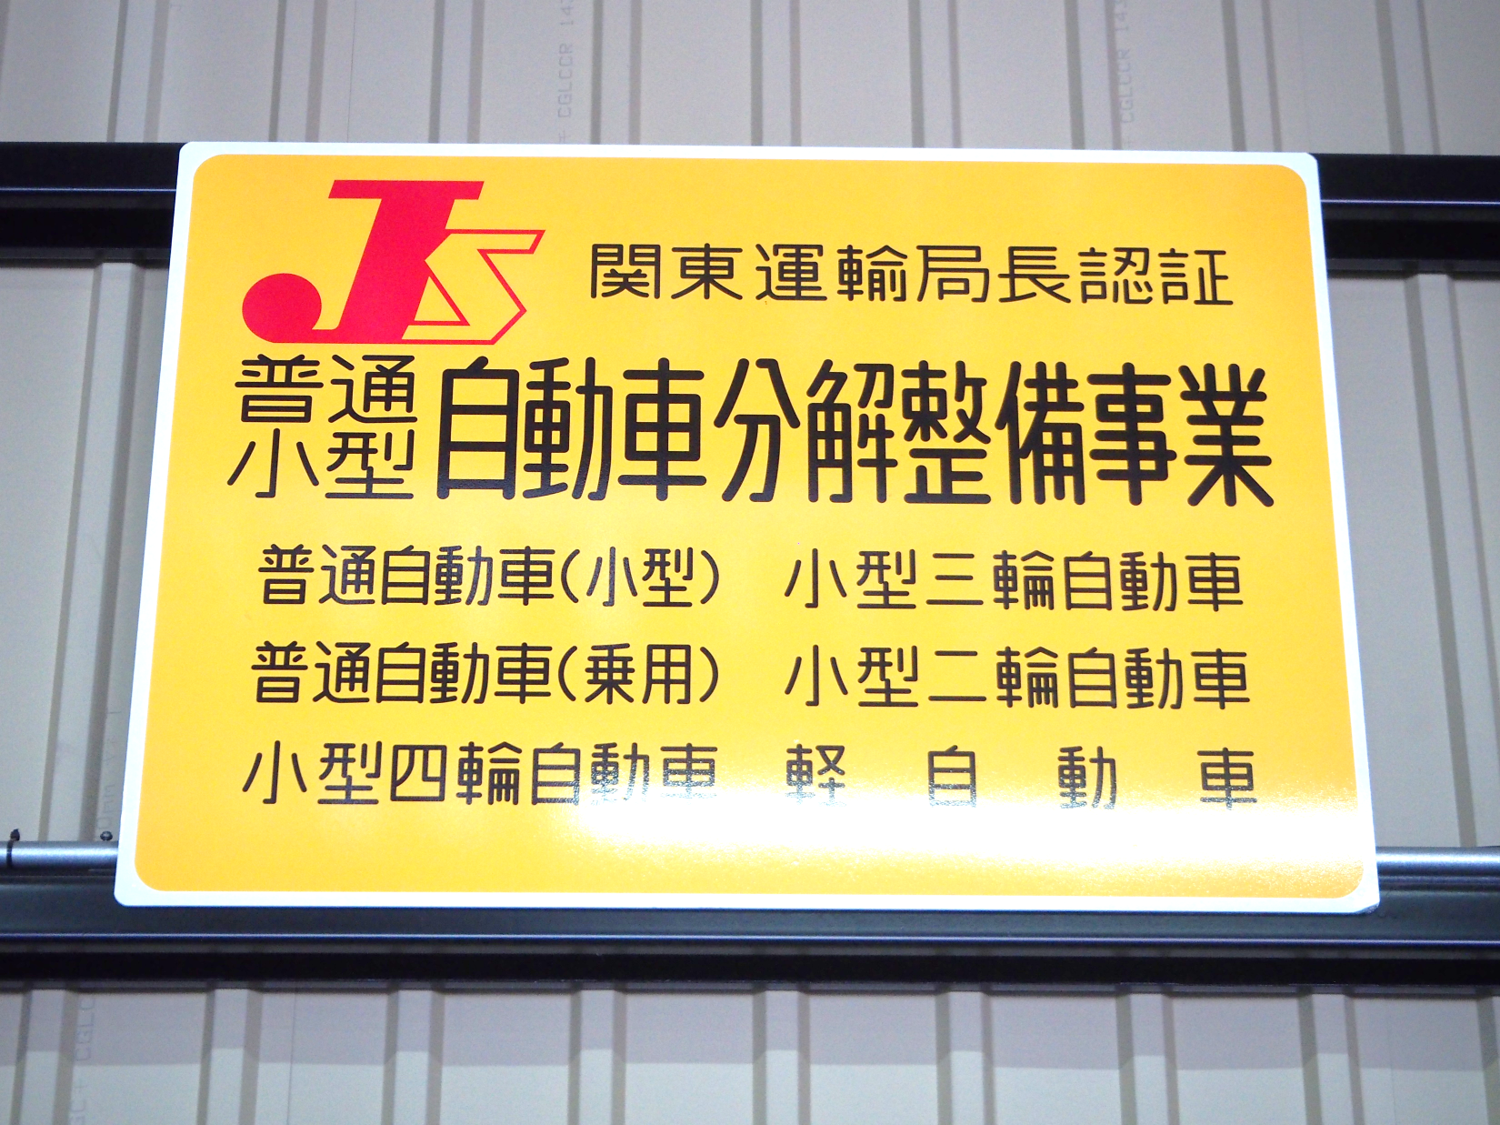 CGLCCR
CGLCCR
JS
関東運輸局長認証
普通
小型
自動車分解整備事業
普通自動車(小型) 小型三輪自動車
普通自動車(乗用) 小型二輪自動車
小型四輪自動車 軽自動車